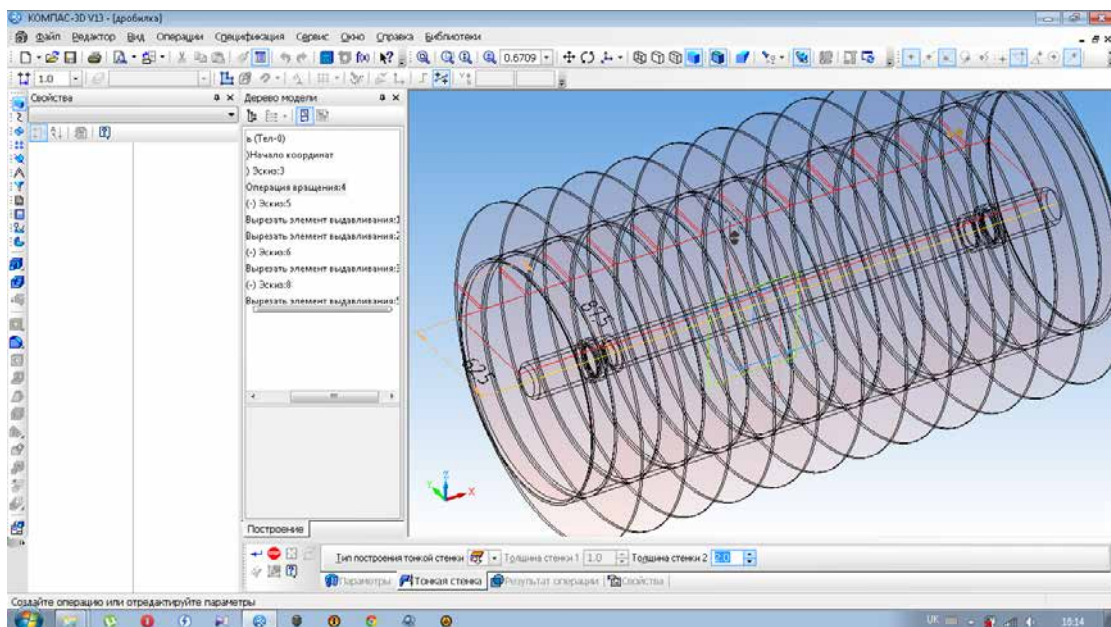 КОМПАС-3D V13 - [дробилка]
Файл Редактор Вид Операции Спецификация Сервис Окно Справка Библиотеки
0.6709
1.0
Свойства
Дерево модели
ь (Тел-0)
)Начало координат
) Эскиз:3
Операция вращения:4
(-) Эскиз:5
Вырезать элемент выдавливания:1
Вырезать элемент выдавливания:2
(-) Эскиз:6
Вырезать элемент выдавливания:3
(-) Эскиз:8
Вырезать элемент выдавливания:5
895
625
Z
Y
X
Построение
Тип построения тонкой стенки
Толщина стенки 1 1.0
Толщина стенки 2 2.0
Параметры Тонкая стенка Результат операции Свойства
Создайте операцию или отредактируйте параметры
UK 16:14